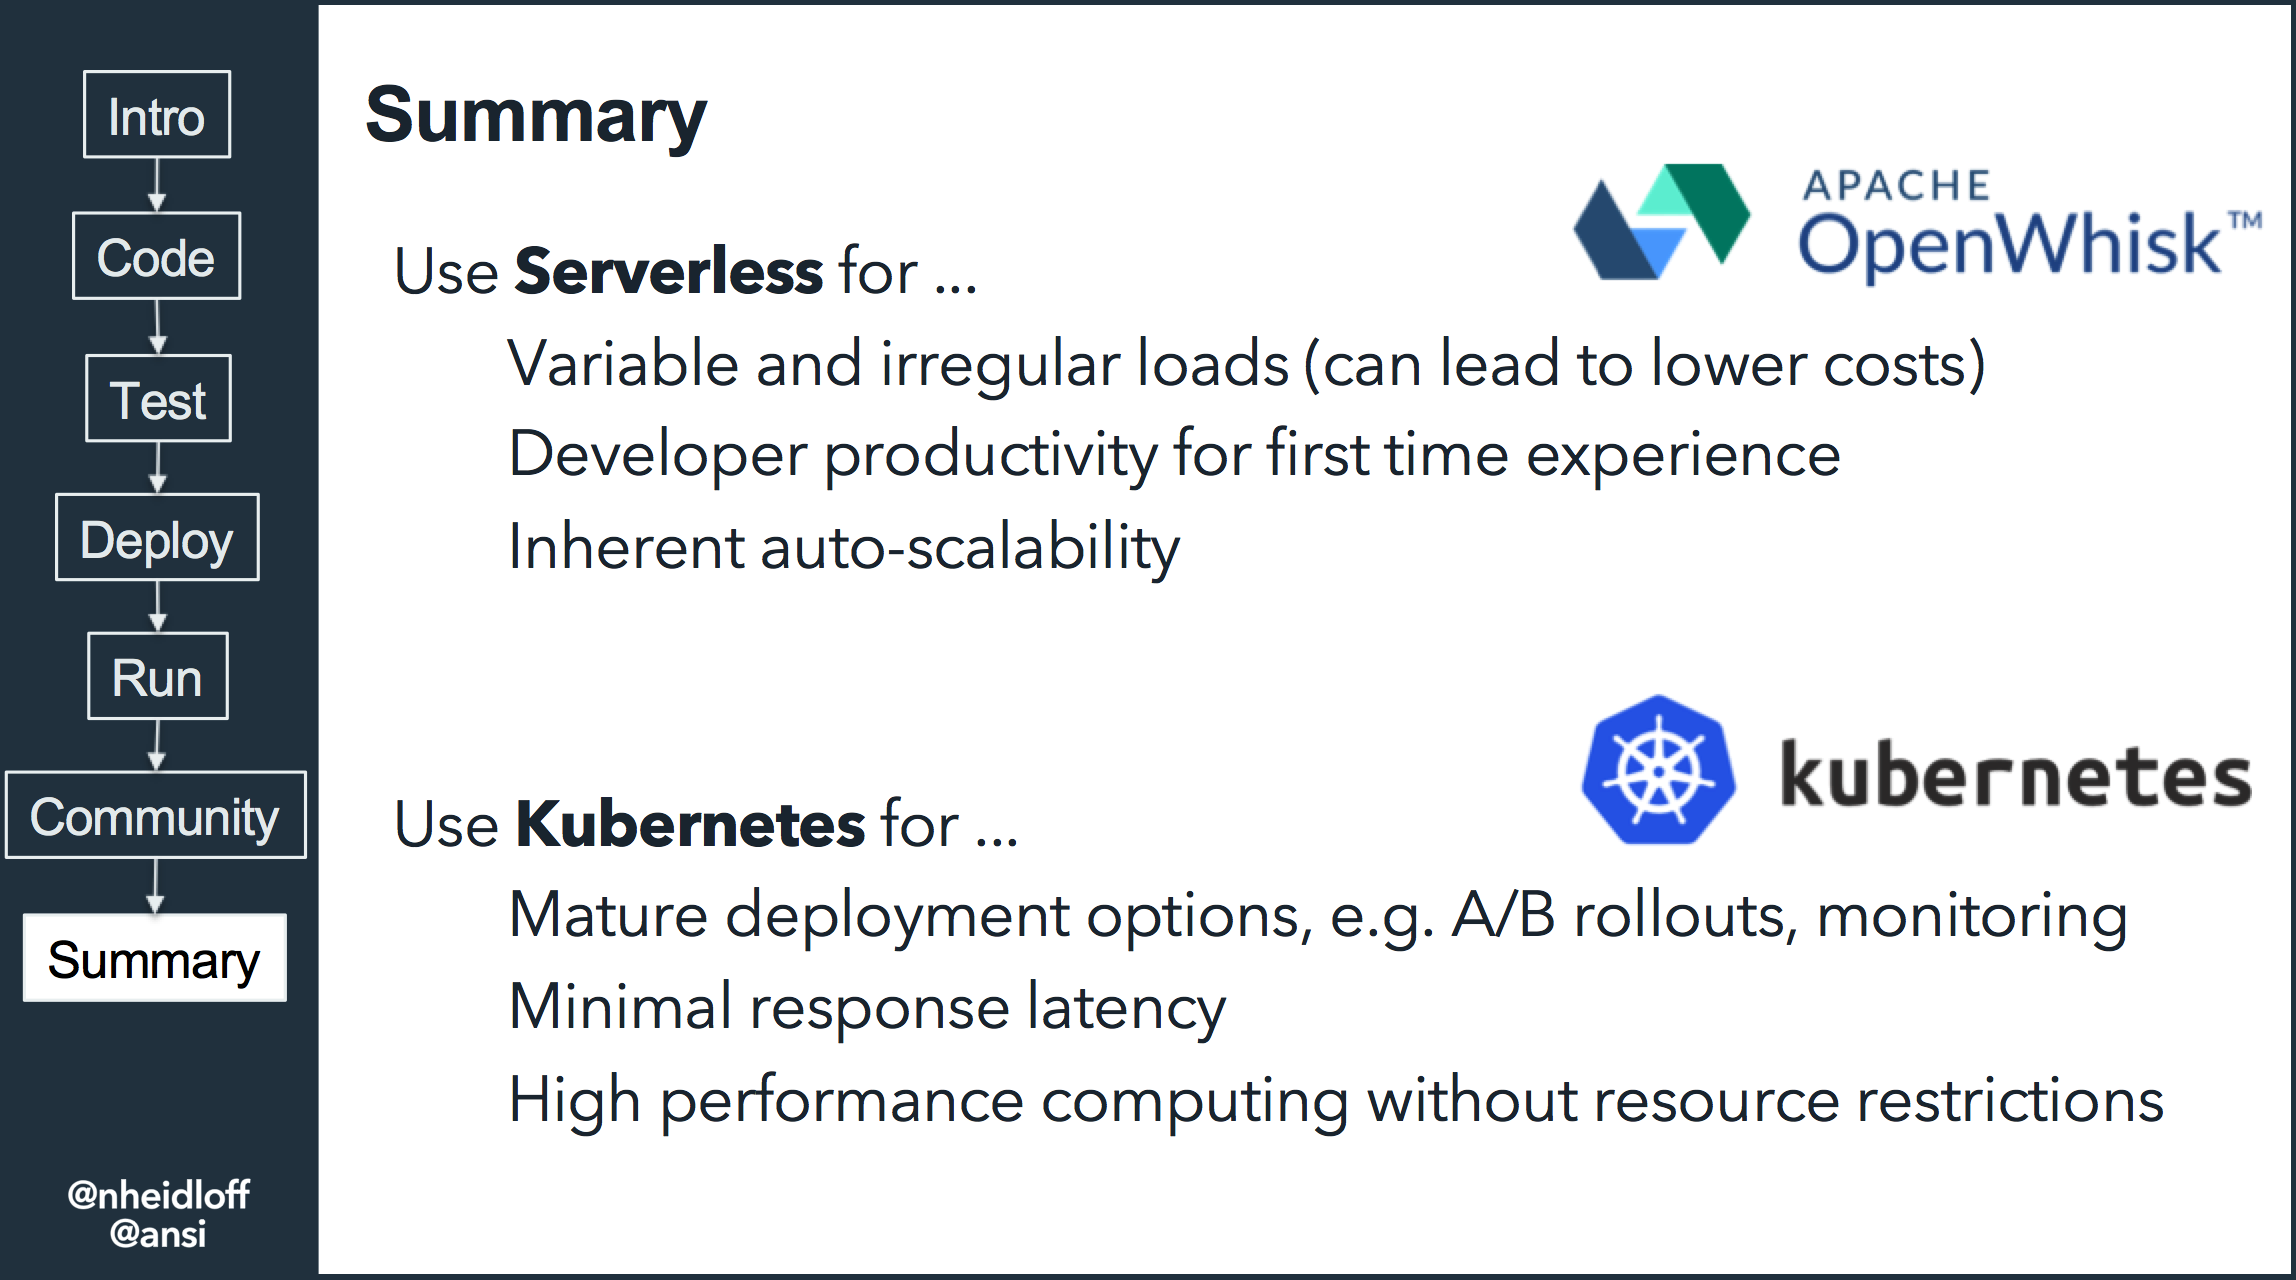 Intro
Code
Test
Deploy
Run
Community
Summary
@nheidloff
@ansi
Summary
APACHE
OpenWhisk™
Use Serverless for ...
Variable and irregular loads (can lead to lower costs)
Developer productivity for first time experience
Inherent auto-scalability
kubernetes
Use Kubernetes for ...
Mature deployment options, e.g. A/B rollouts, monitoring
Minimal response latency
High performance computing without resource restrictions